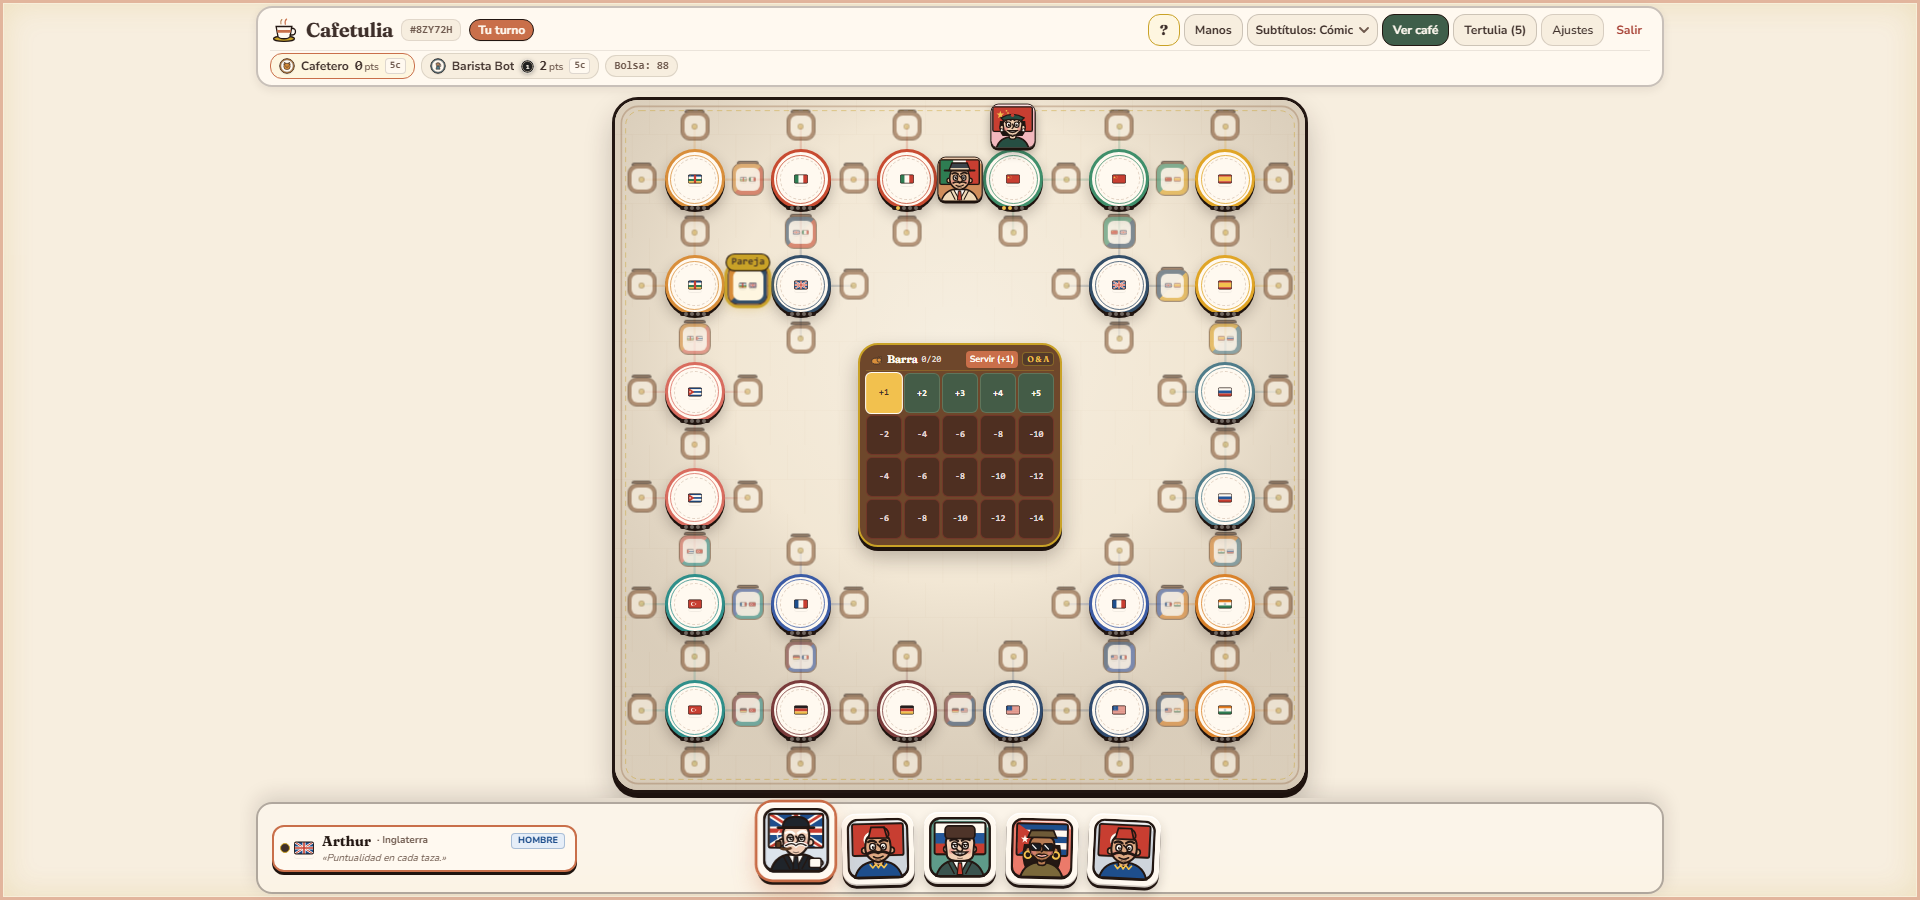 Cafetulia #8ZY72H Tu turno ? Manos Subtítulos: Cómic Ver café Tertulia (5) Ajustes Salir
Cafetero 0 pts 5c Barista Bot 1 2 pts 5c Bolsa: 88
Pareja
Barra 0/20 Servir (+1) O & A
+1 +2 +3 +4 +5
-2 -4 -6 -8 -10
-4 -6 -8 -10 -12
-6 -8 -10 -12 -14
Arthur · Inglaterra HOMBRE
«Puntualidad en cada taza.»